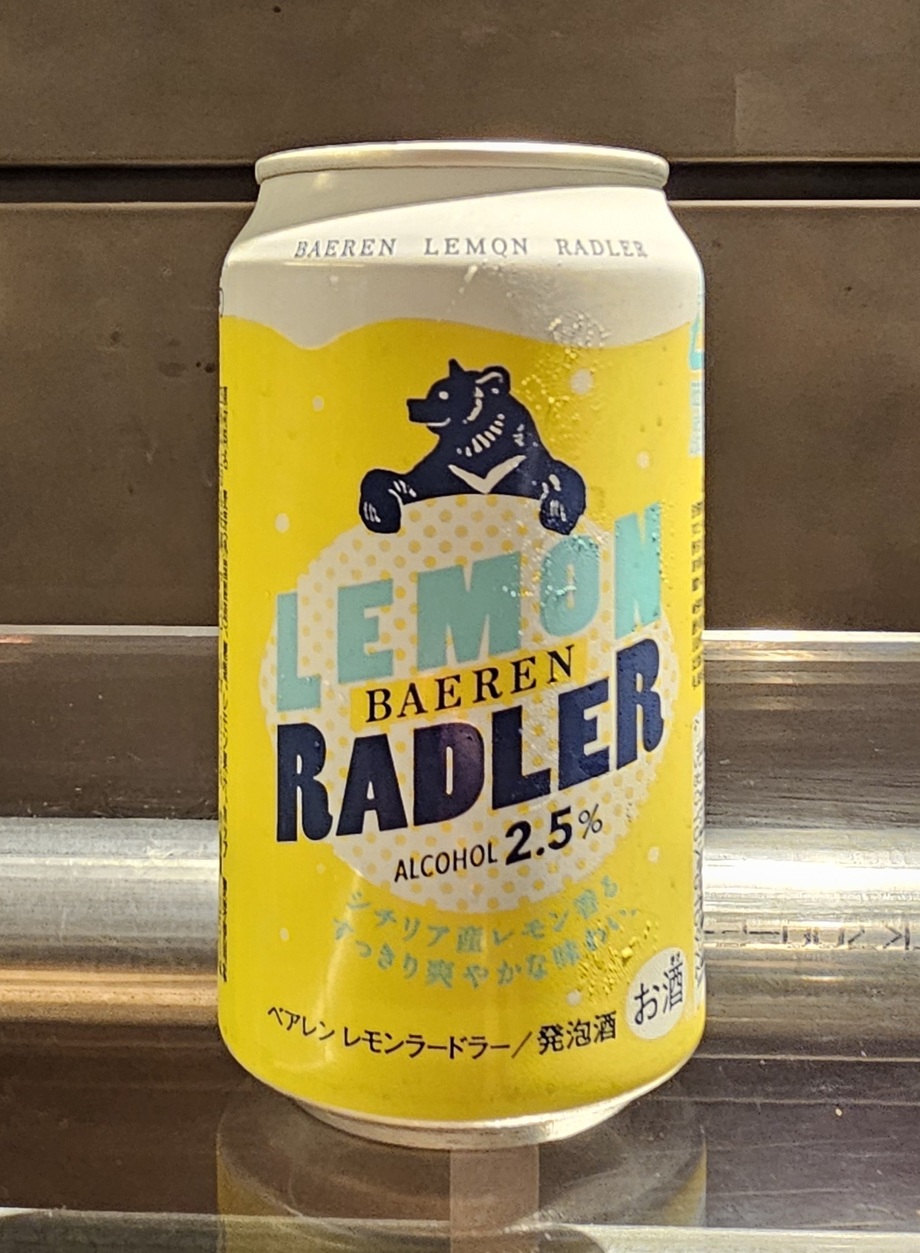 BAEREN LEMON RADLER
LEMON
BAEREN
RADLER
ALCOHOL 2.5%
シチリア産レモン香る
すっきり爽やかな味わい
お酒
ベアレン レモンラードラー/発泡酒